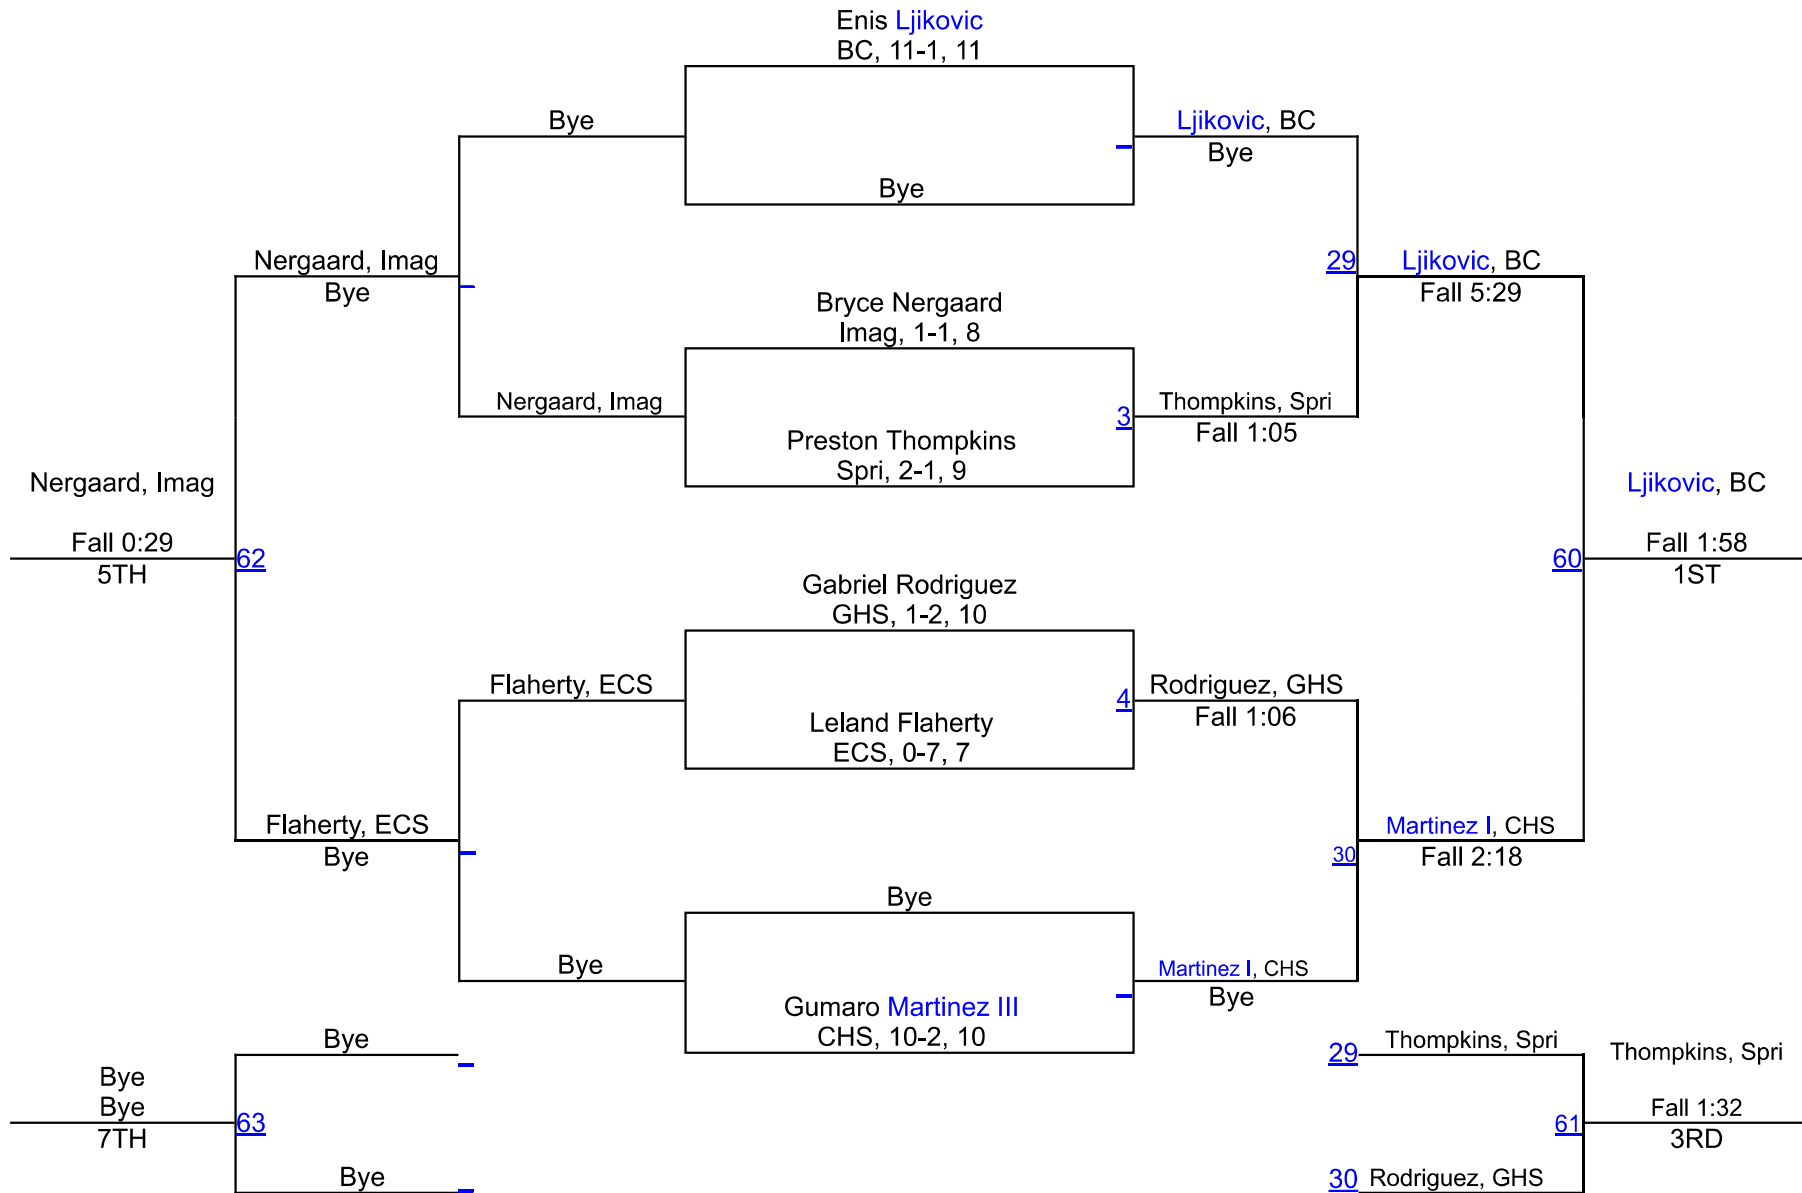 Enis Ljikovic
BC, 11-1, 11
Bye
Ljikovic, BC
Bye
Bye
Nergaard, Imag
Bye
29
Ljikovic, BC
Fall 5:29
Bryce Nergaard
Imag, 1-1, 8
Nergaard, Imag
3
Thompkins, Spri
Fall 1:05
Preston Thompkins
Spri, 2-1, 9
Nergaard, Imag
Fall 0:29
5TH
62
Ljikovic, BC
60
Fall 1:58
1ST
Gabriel Rodriguez
GHS, 1-2, 10
Flaherty, ECS
4
Rodriguez, GHS
Fall 1:06
Leland Flaherty
ECS, 0-7, 7
Flaherty, ECS
Bye
30
Martinez I, CHS
Fall 2:18
Bye
Bye
Martinez I, CHS
Bye
Gumaro Martinez III
CHS, 10-2, 10
Bye
Bye
Bye
7TH
63
Bye
29
Thompkins, Spri
Thompkins, Spri
61
Fall 1:32
3RD
30
Rodriguez, GHS